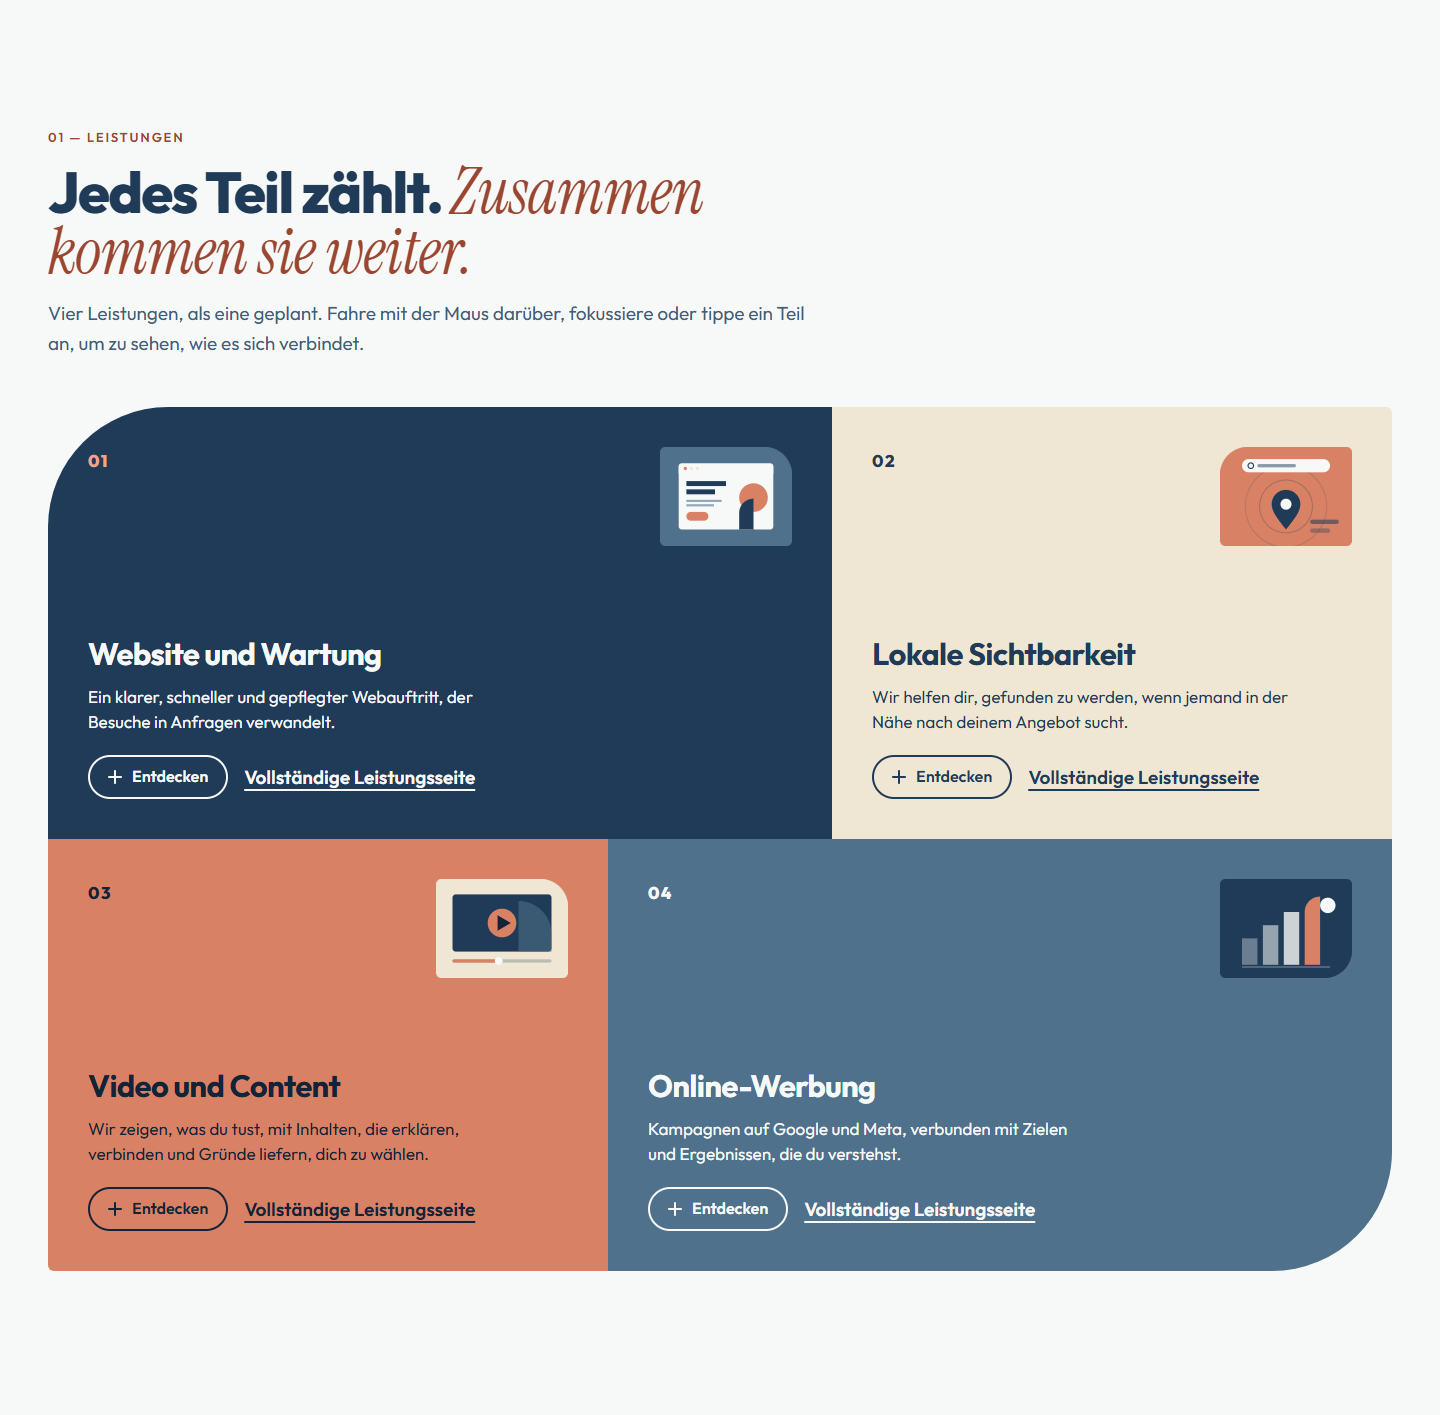 01 — LEISTUNGEN
Jedes Teil zählt. Zusammen
kommen sie weiter.
Vier Leistungen, als eine geplant. Fahre mit der Maus darüber, fokussiere oder tippe ein Teil
an, um zu sehen, wie es sich verbindet.
01
Website und Wartung
Ein klarer, schneller und gepflegter Webauftritt, der
Besuche in Anfragen verwandelt.
Entdecken Vollständige Leistungsseite
02
Lokale Sichtbarkeit
Wir helfen dir, gefunden zu werden, wenn jemand in der
Nähe nach deinem Angebot sucht.
Entdecken Vollständige Leistungsseite
03
Video und Content
Wir zeigen, was du tust, mit Inhalten, die erklären,
verbinden und Gründe liefern, dich zu wählen.
Entdecken Vollständige Leistungsseite
04
Online-Werbung
Kampagnen auf Google und Meta, verbunden mit Zielen
und Ergebnissen, die du verstehst.
Entdecken Vollständige Leistungsseite